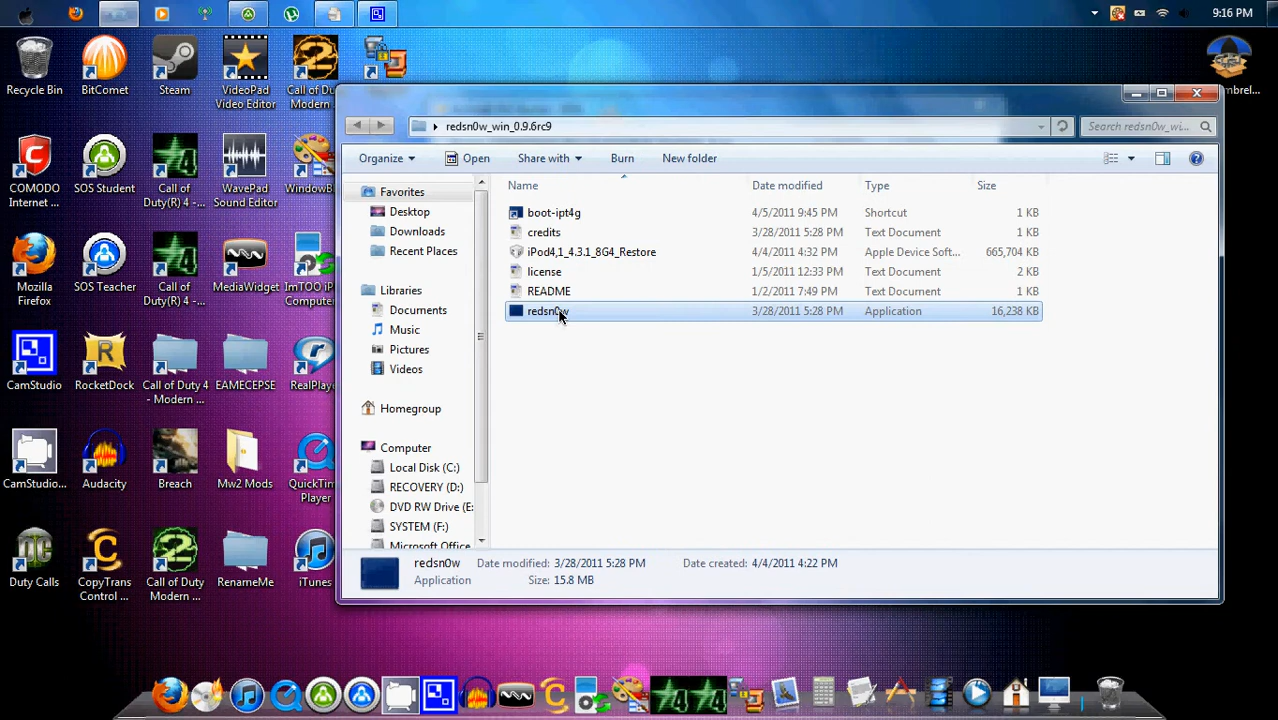 9:16 PM
Recycle Bin
BitComet
Steam
VideoPad Video Editor
Call of Duty Modern ...
COMODO Internet ...
SOS Student
Call of Duty(R) 4 -...
WavePad Sound Editor
WindowBl
Mozilla Firefox
SOS Teacher
Call of Duty(R) 4 -...
MediaWidget
ImTOO iP Computer
CamStudio
RocketDock
Call of Duty 4 - Modern ...
EAMECEPSE
RealPlay
CamStudio...
Audacity
Breach
Mw2 Mods
QuickTim Player
Duty Calls
CopyTrans Control ...
Call of Duty Modern ...
RenameMe
iTunes
mbrel...
redsn0w_win_0.9.6rc9
Search redsn0w_wi...
Organize
Open
Share with
Burn
New folder
Favorites
Desktop
Downloads
Recent Places
Libraries
Documents
Music
Pictures
Videos
Homegroup
Computer
Local Disk (C:)
RECOVERY (D:)
DVD RW Drive (E:
SYSTEM (F:)
Microsoft Office
Name Date modified Type Size
boot-ipt4g 4/5/2011 9:45 PM Shortcut 1 KB
credits 3/28/2011 5:28 PM Text Document 1 KB
iPod4,1_4.3.1_8G4_Restore 4/4/2011 4:32 PM Apple Device Soft... 665,704 KB
license 1/5/2011 12:33 PM Text Document 2 KB
README 1/2/2011 7:49 PM Text Document 1 KB
redsn0w 3/28/2011 5:28 PM Application 16,238 KB
redsn0w Date modified: 3/28/2011 5:28 PM Date created: 4/4/2011 4:22 PM
Application Size: 15.8 MB